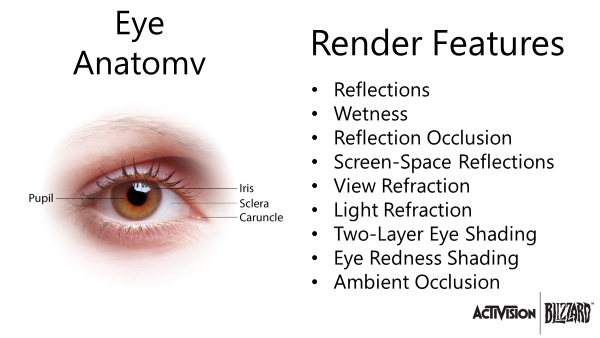 Eye
Anatomy
Pupil
Iris
Sclera
Caruncle
Render Features
• Reflections
• Wetness
• Reflection Occlusion
• Screen-Space Reflections
• View Refraction
• Light Refraction
• Two-Layer Eye Shading
• Eye Redness Shading
• Ambient Occlusion
ACTIVISION
BLIZZARD